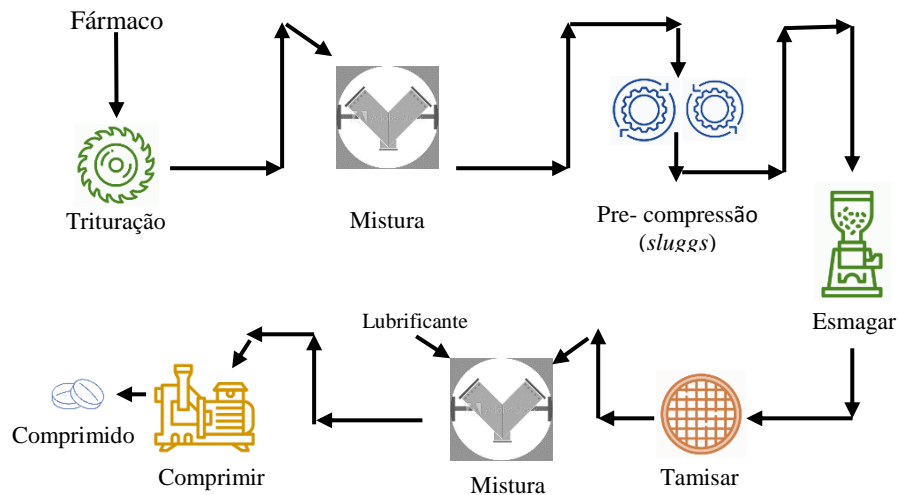 Fármaco
Trituração
Mistura
Pre- compressão
(sluggs)
Esmagar
Lubrificante
Comprimido
Comprimir
Mistura
Tamisar